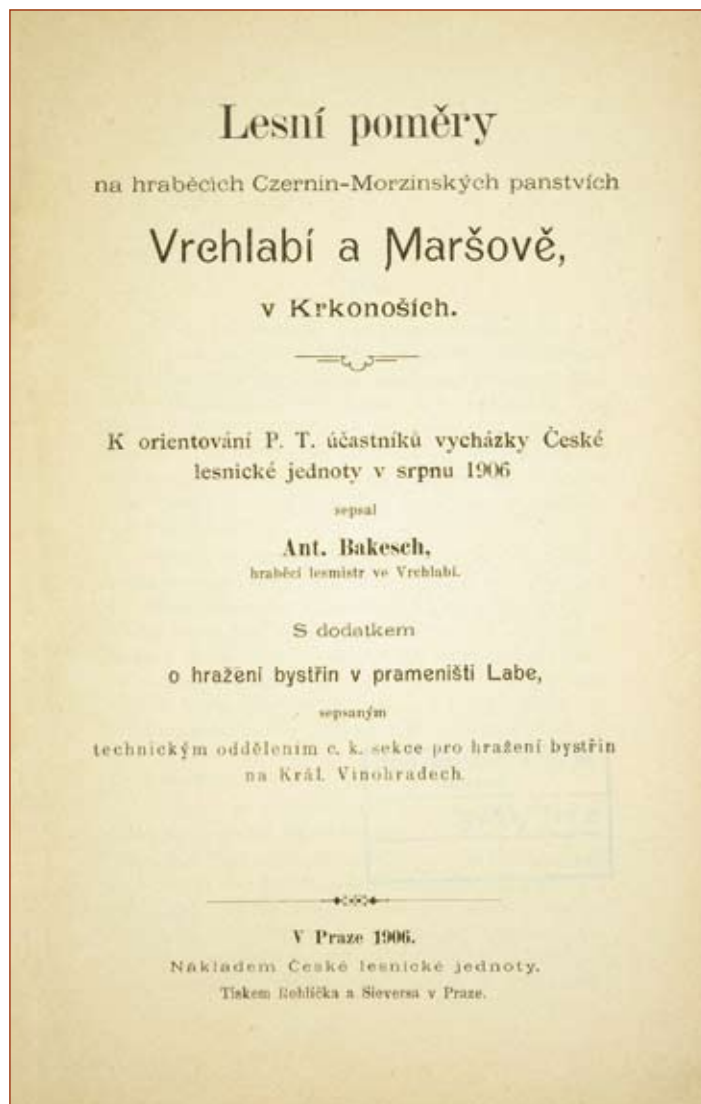 Lesní poměry
na hraběcích Czernin-Morzinských panstvích
Vrchlabí a Maršově,
v Krkonoších.
K orientování P. T. účastníků vycházky České
lesnické jednoty v srpnu 1906
sepsal
Ant. Bakesch,
hraběcí lesmistr ve Vrchlabí.
S dodatkem
o hražení bystřin v prameništi Labe,
sepsaným
technickým oddělením c. k. sekce pro hražení bystřin
na Král. Vinohradech.
V Praze 1906.
Nákladem České lesnické jednoty.
Tiskem Rohlíčka a Sieversa v Praze.